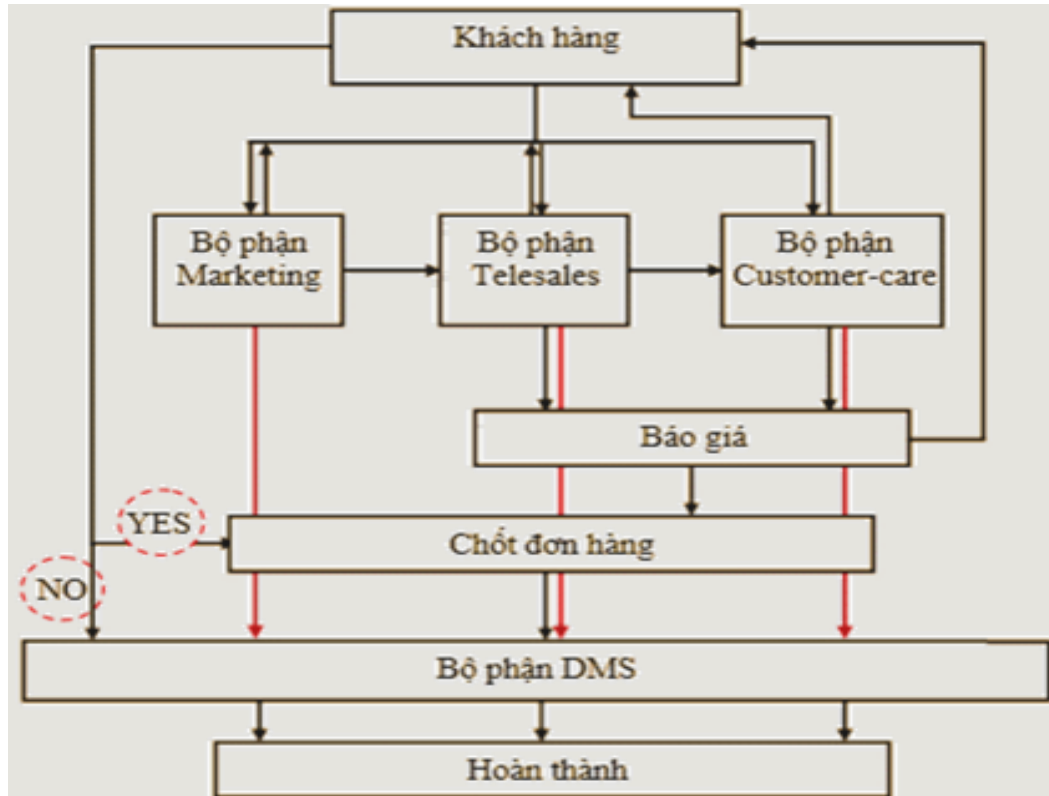 Khách hàng
Bộ phận
Marketing
Bộ phận
Telesales
Bộ phận
Customer-care
Báo giá
YES
Chốt đơn hàng
NO
Bộ phận DMS
Hoàn thành